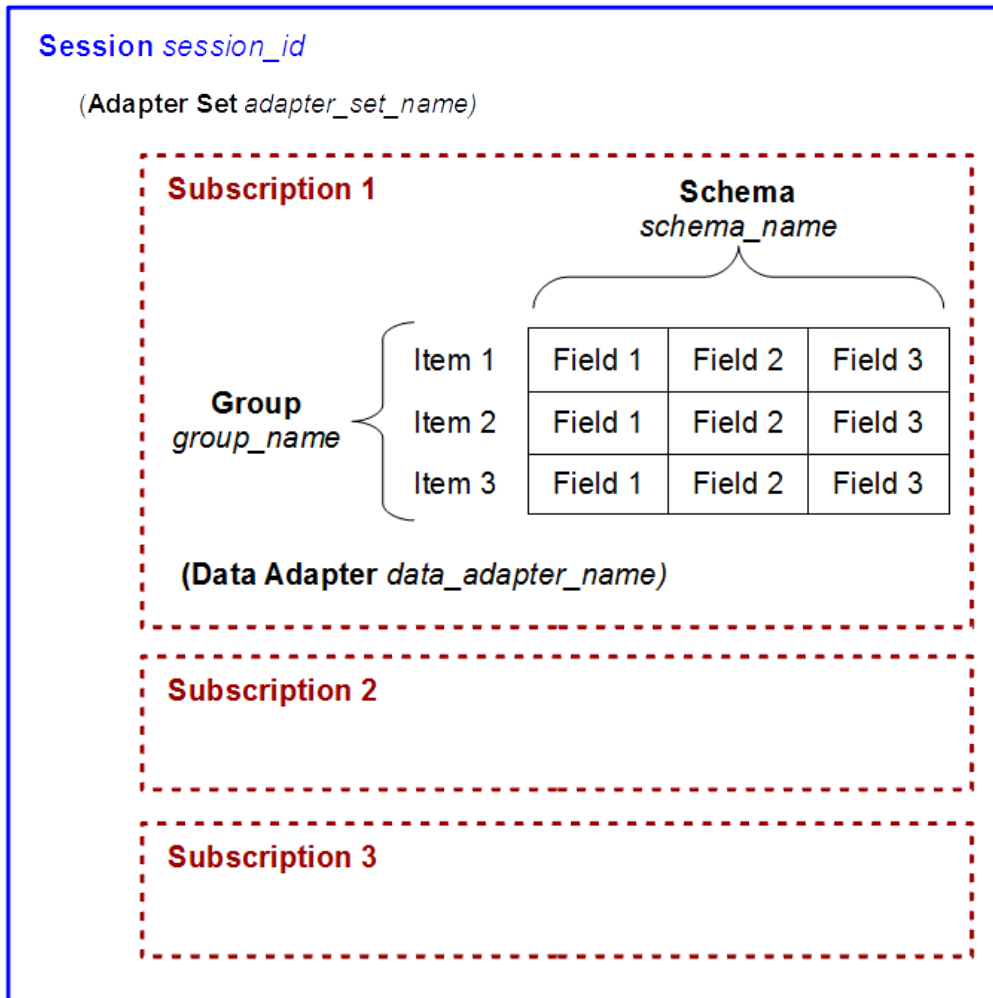 Session session_id
(Adapter Set adapter_set_name)
Subscription 1
Schema
schema_name
Item 1 Field 1 Field 2 Field 3
Group
group_name
Item 2 Field 1 Field 2 Field 3
Item 3 Field 1 Field 2 Field 3
(Data Adapter data_adapter_name)
Subscription 2
Subscription 3